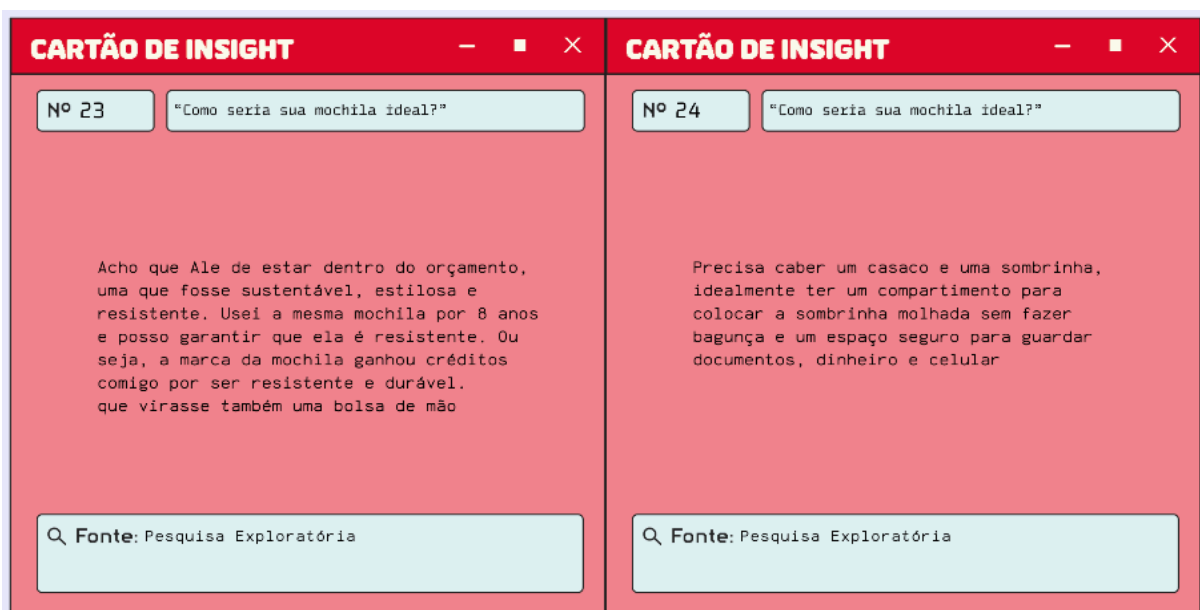 CARTÃO DE INSIGHT
Nº 23
"Como seria sua mochila ideal?"
Acho que Ale de estar dentro do orçamento,
uma que fosse sustentável, estilosa e
resistente. Usei a mesma mochila por 8 anos
e posso garantir que ela é resistente. Ou
seja, a marca da mochila ganhou créditos
comigo por ser resistente e durável.
que virasse também uma bolsa de mão
Fonte: Pesquisa Exploratória
CARTÃO DE INSIGHT
Nº 24
"Como seria sua mochila ideal?"
Precisa caber um casaco e uma sombrinha,
idealmente ter um compartimento para
colocar a sombrinha molhada sem fazer
bagunça e um espaço seguro para guardar
documentos, dinheiro e celular
Fonte: Pesquisa Exploratória